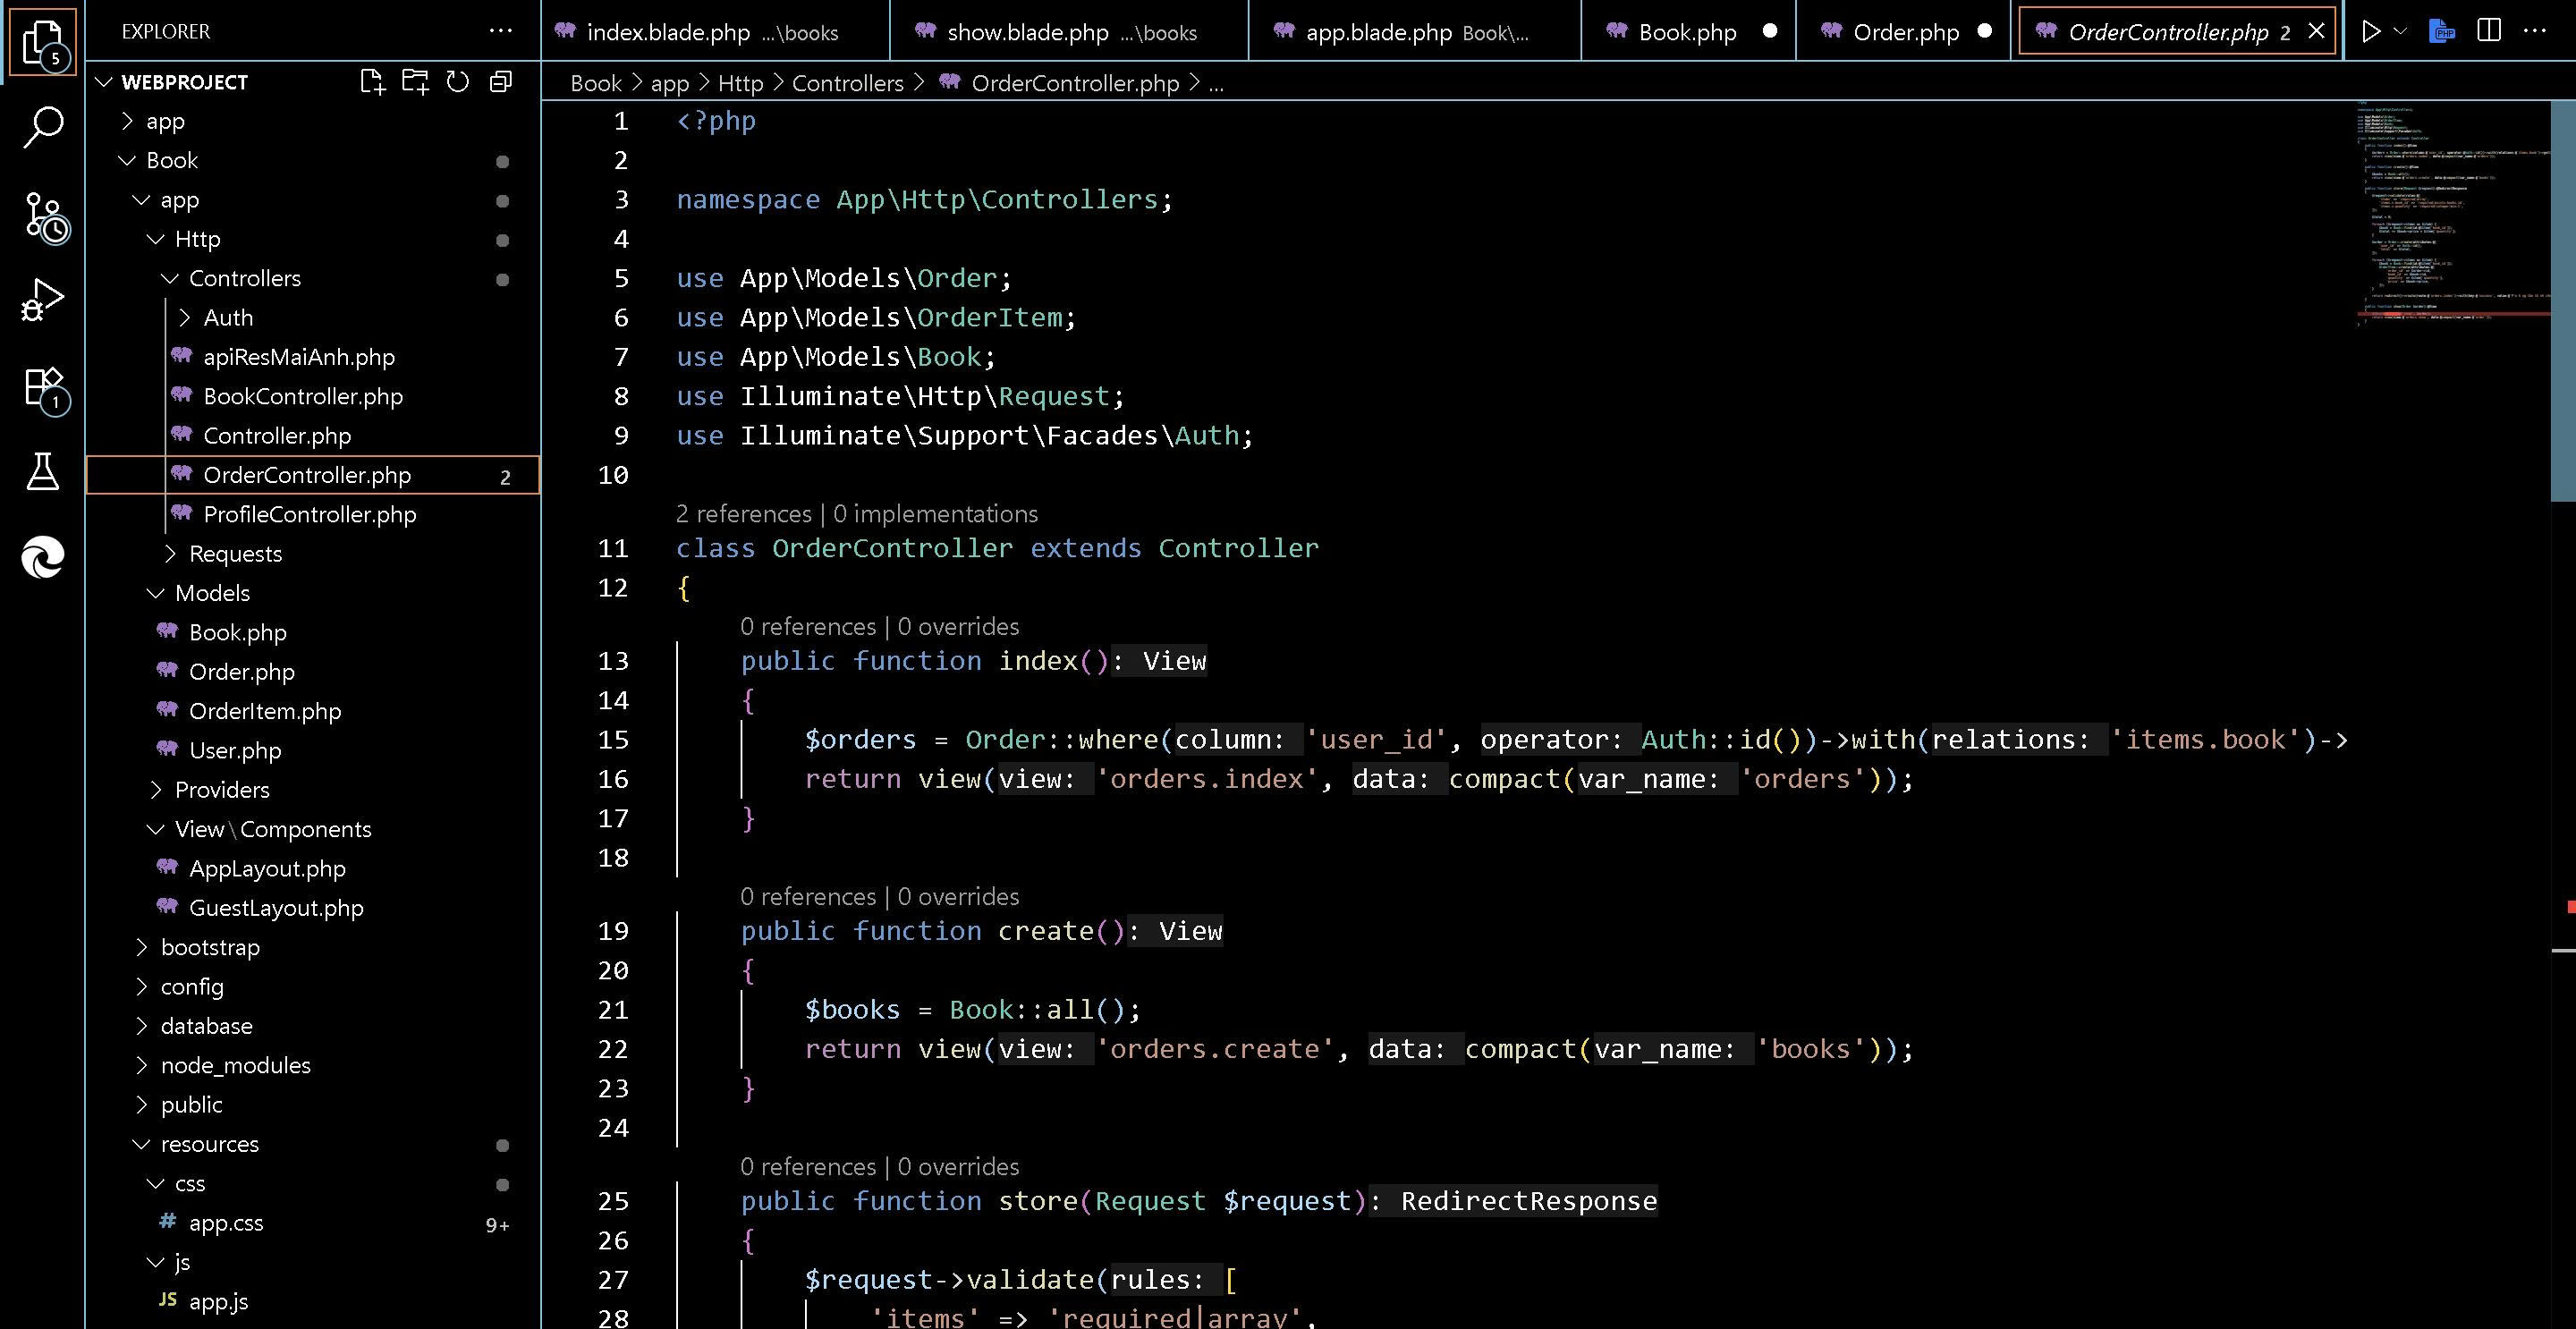 EXPLORER
WEBPROJECT
app
Book
app
Http
Controllers
Auth
apiResMaiAnh.php
BookController.php
Controller.php
OrderController.php 2
ProfileController.php
Requests
Models
Book.php
Order.php
OrderItem.php
User.php
Providers
View\Components
AppLayout.php
GuestLayout.php
bootstrap
config
database
node_modules
public
resources
css
# app.css 9+
js
JS app.js
5
1
index.blade.php ...\books
show.blade.php ...\books
app.blade.php Book\...
Book.php
Order.php
OrderController.php 2
PHP
Book > app > Http > Controllers > OrderController.php > ...
1 <?php
2
3 namespace App\Http\Controllers;
4
5 use App\Models\Order;
6 use App\Models\OrderItem;
7 use App\Models\Book;
8 use Illuminate\Http\Request;
9 use Illuminate\Support\Facades\Auth;
10
2 references | 0 implementations
11 class OrderController extends Controller
12 {
0 references | 0 overrides
13 public function index(): View
14 {
15 $orders = Order::where(column: 'user_id', operator: Auth::id())->with(relations: 'items.book')->
16 return view(view: 'orders.index', data: compact(var_name: 'orders'));
17 }
18
0 references | 0 overrides
19 public function create(): View
20 {
21 $books = Book::all();
22 return view(view: 'orders.create', data: compact(var_name: 'books'));
23 }
24
0 references | 0 overrides
25 public function store(Request $request): RedirectResponse
26 {
27 $request->validate(rules: [
28 'items' => 'required|array',